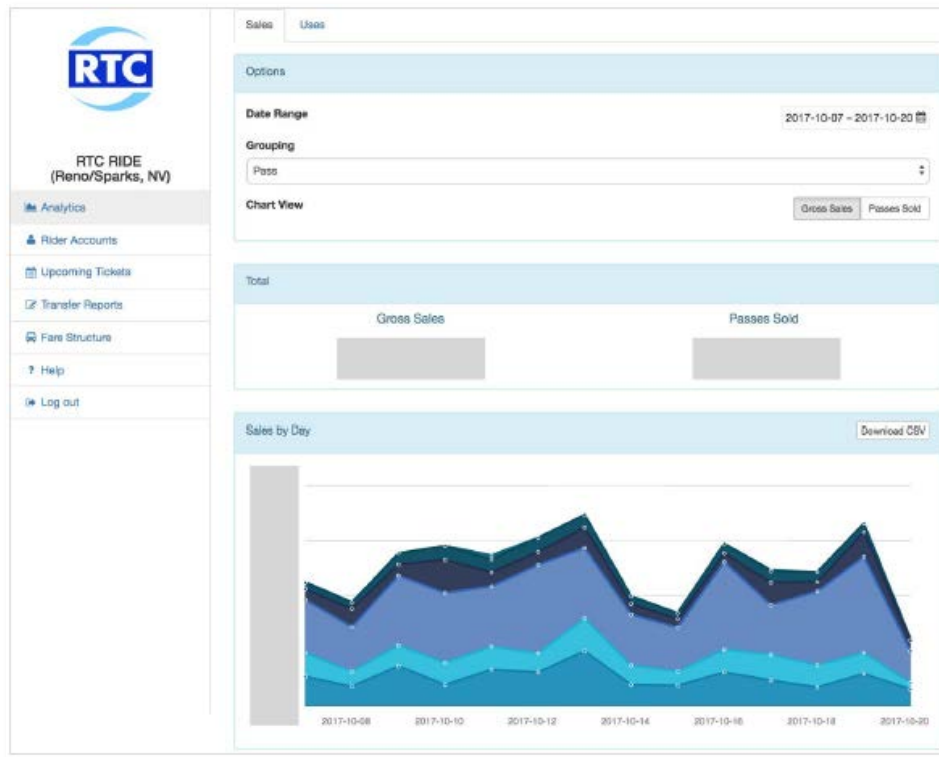 RTC
RTC RIDE
(Reno/Sparks, NV)
Analytics
Rider Accounts
Upcoming Tickets
Transfer Reports
Fare Structure
? Help
Log out
Sales Uses
Options
Date Range
2017-10-07 - 2017-10-20
Grouping
Pass
Chart View
Gross Sales Passes Sold
Total
Gross Sales Passes Sold
Sales by Day
Download CSV
2017-10-08 2017-10-10 2017-10-12 2017-10-14 2017-10-16 2017-10-18 2017-10-20